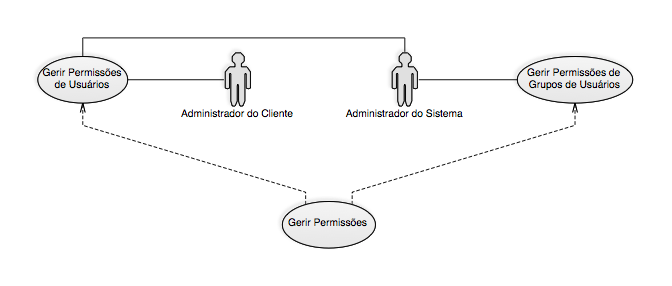 Gerir Permissões
de Usuários
Administrador do Cliente
Administrador do Sistema
Gerir Permissões de
Grupos de Usuários
Gerir Permissões